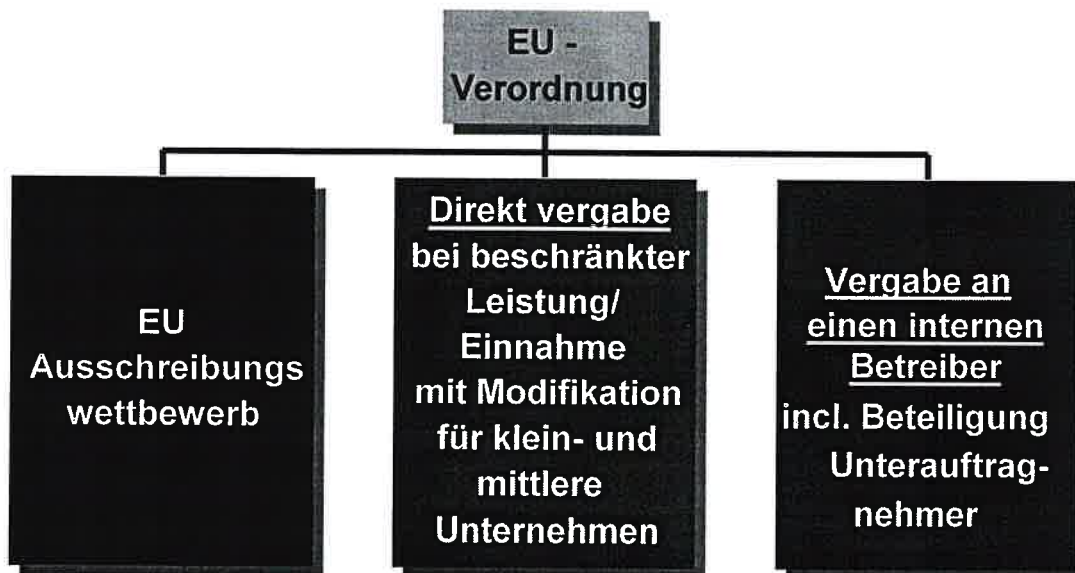 EU -
Verordnung
EU
Ausschreibungs
wettbewerb
Direkt vergabe
bei beschränkter
Leistung/
Einnahme
mit Modifikation
für klein- und
mittlere
Unternehmen
Vergabe an
einen internen
Betreiber
incl. Beteiligung
Unterauftrag-
nehmer